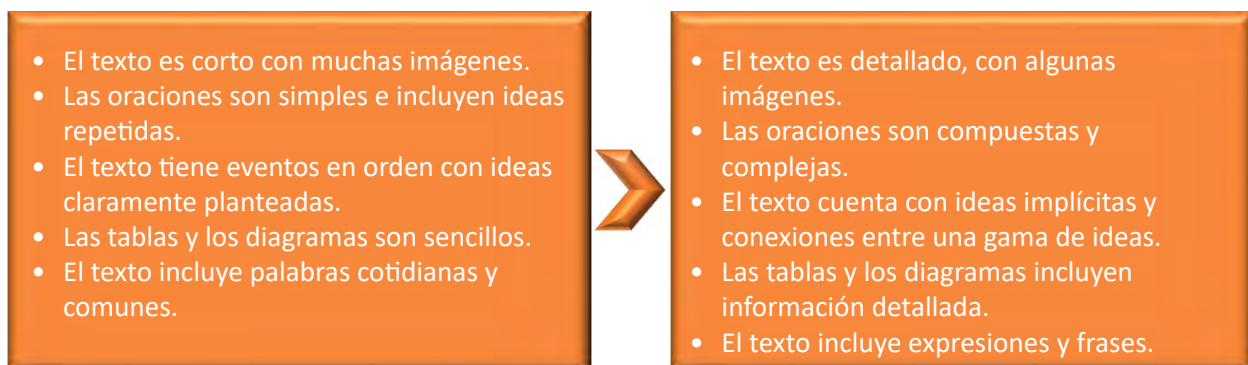 • El texto es corto con muchas imágenes.
• Las oraciones son simples e incluyen ideas
repetidas.
• El texto tiene eventos en orden con ideas
claramente planteadas.
• Las tablas y los diagramas son sencillos.
• El texto incluye palabras cotidianas y
comunes.
• El texto es detallado, con algunas
imágenes.
• Las oraciones son compuestas y
complejas.
• El texto cuenta con ideas implícitas y
conexiones entre una gama de ideas.
• Las tablas y los diagramas incluyen
información detallada.
• El texto incluye expresiones y frases.